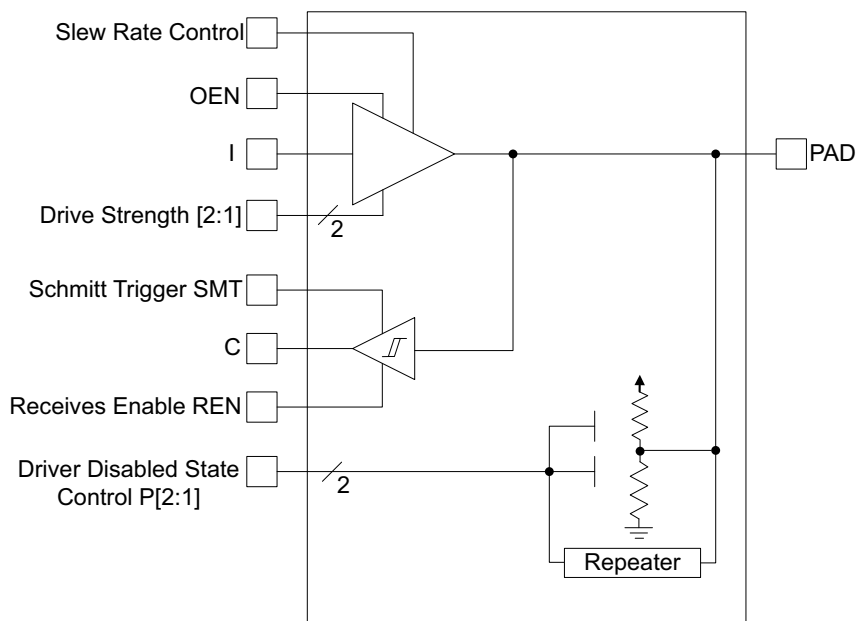 Slew Rate Control
OEN
I
PAD
Drive Strength [2:1]
2
Schmitt Trigger SMT
C
Receives Enable REN
Driver Disabled State
Control P[2:1]
2
Repeater